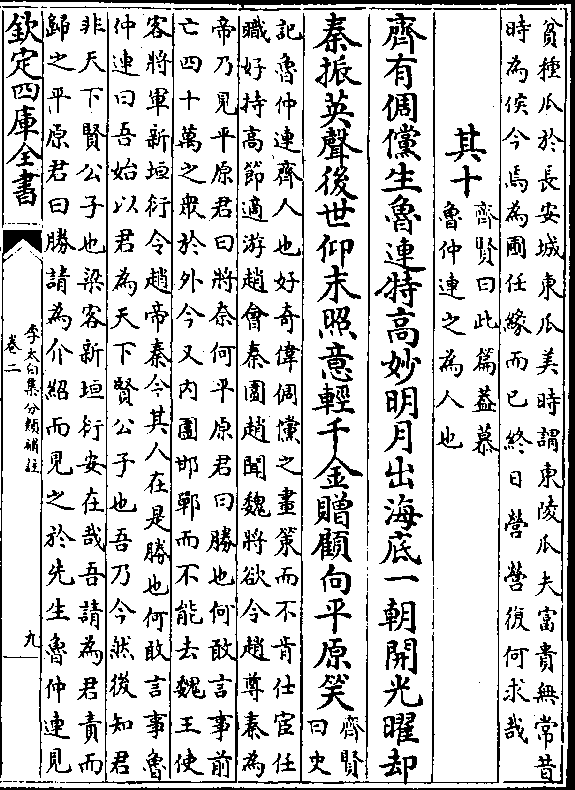 貧種瓜於長安城東瓜美時謂東陵瓜夫富貴無常昔
時為侯今焉為圃任緣而已終日營營復何求哉
其十
齊賢曰此篇葢慕
魯仲連之為人也
齊有倜儻生魯連特高妙明月出海底一朝開光曜却
秦振英聲後世仰末照意輕千金贈顧向平原笑
齊賢
曰史
記魯仲連齊人也好奇偉倜儻之畫策而不肯仕宦任
職好持高節適游趙會秦圍趙聞魏將欲令趙尊秦為
帝乃見平原君曰將奈何平原君曰勝也何敢言事前
亡四十萬之衆於外今又内圍邯鄲而不能去魏王使
客將軍新垣衍令趙帝秦今其人在是勝也何敢言事魯
仲連曰吾始以君為天下賢公子也吾乃今然後知君
非天下賢公子也梁客新垣衍安在哉吾請為君責而
歸之平原君曰勝請為介紹而見之於先生魯仲連見
欽定四庫全書
李太白集分類補註
卷二
九